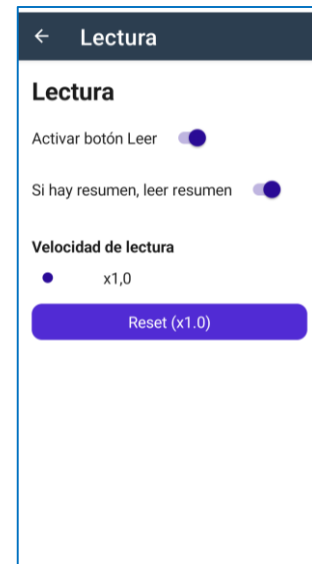 Lectura
Lectura
Activar botón Leer
Si hay resumen, leer resumen
Velocidad de lectura
x1,0
Reset (x1.0)